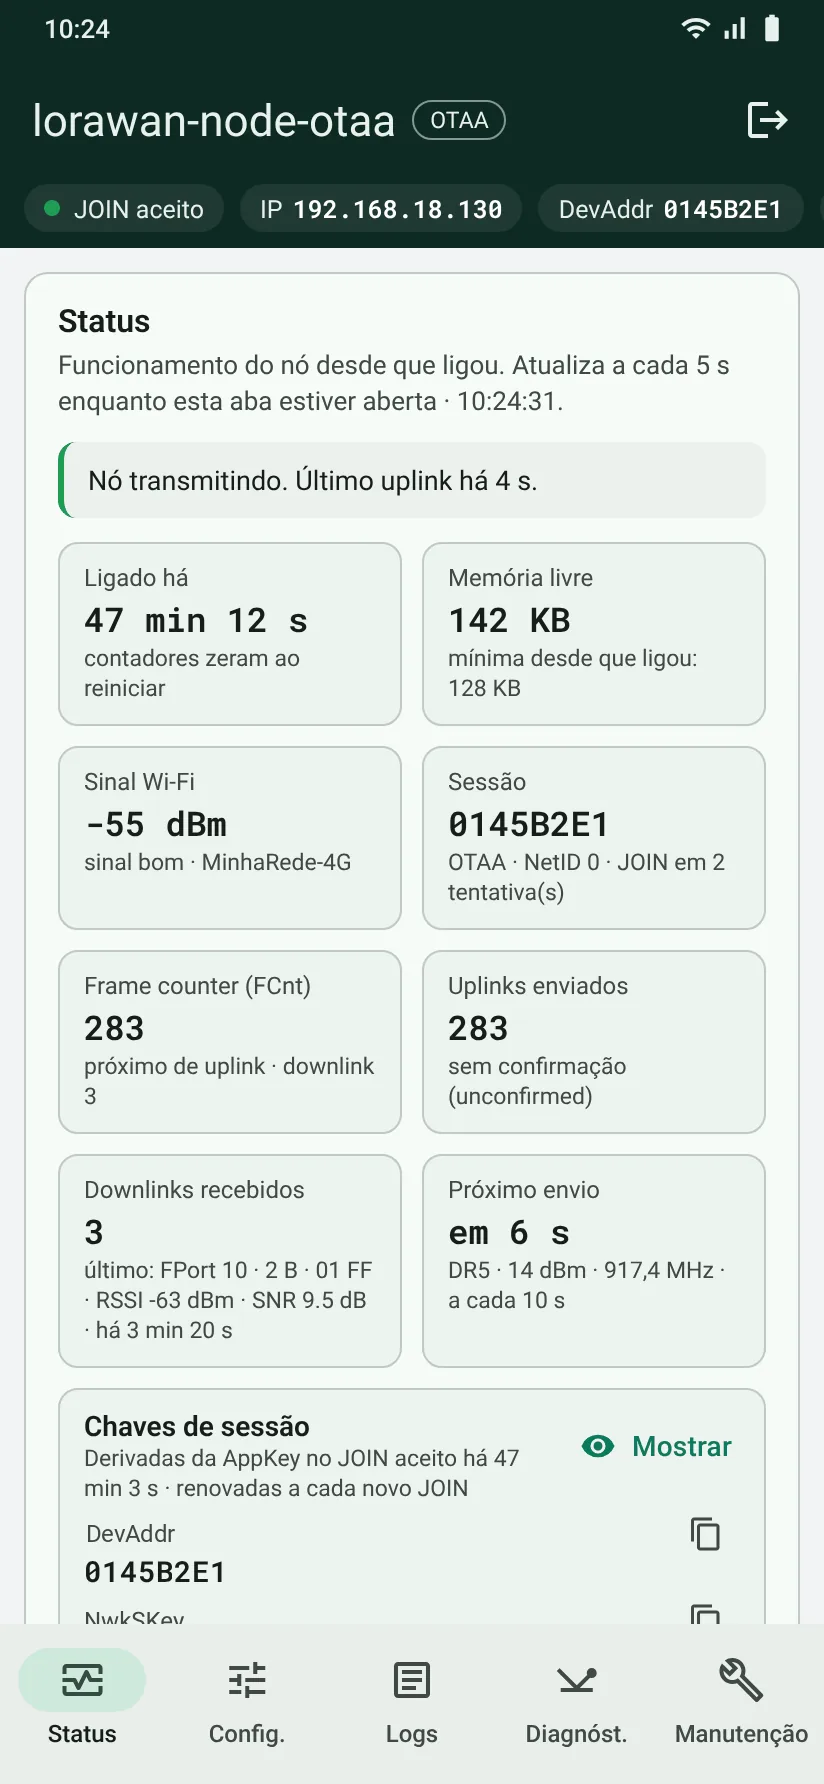 10:24
lorawan-node-otaa OTAA
JOIN aceito IP 192.168.18.130 DevAddr 0145B2E1
Status
Funcionamento do nó desde que ligou. Atualiza a cada 5 s
enquanto esta aba estiver aberta · 10:24:31.
Nó transmitindo. Último uplink há 4 s.
Ligado há
47 min 12 s
contadores zeram ao
reiniciar
Memória livre
142 KB
mínima desde que ligou:
128 KB
Sinal Wi-Fi
-55 dBm
sinal bom · MinhaRede-4G
Sessão
0145B2E1
OTAA · NetID 0 · JOIN em 2
tentativa(s)
Frame counter (FCnt)
283
próximo de uplink · downlink
3
Uplinks enviados
283
sem confirmação
(unconfirmed)
Downlinks recebidos
3
último: FPort 10 · 2 B · 01 FF
· RSSI -63 dBm · SNR 9.5 dB
· há 3 min 20 s
Próximo envio
em 6 s
DR5 · 14 dBm · 917,4 MHz ·
a cada 10 s
Chaves de sessão
Derivadas da AppKey no JOIN aceito há 47
min 3 s · renovadas a cada novo JOIN
Mostrar
DevAddr
0145B2E1
NwkSKey
Status Config. Logs Diagnóst. Manutenção